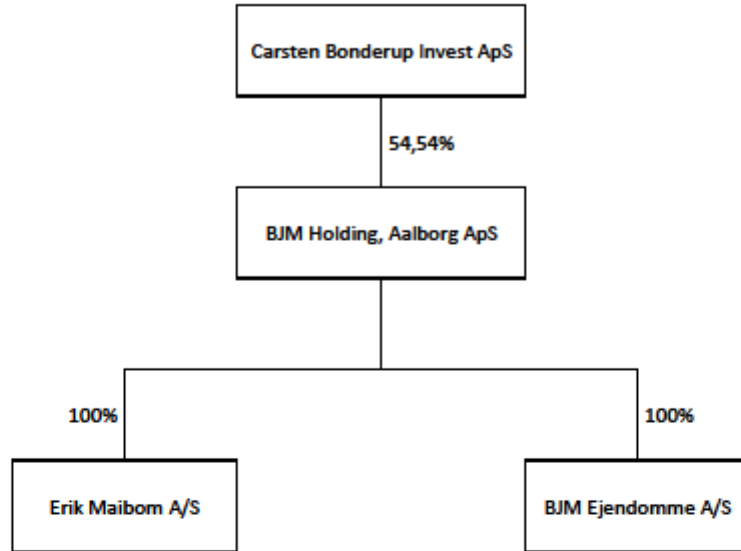 Carsten Bonderup Invest ApS
54,54%
BJM Holding, Aalborg ApS
100%
100%
Erik Maibom A/S
BJM Ejendomme A/S